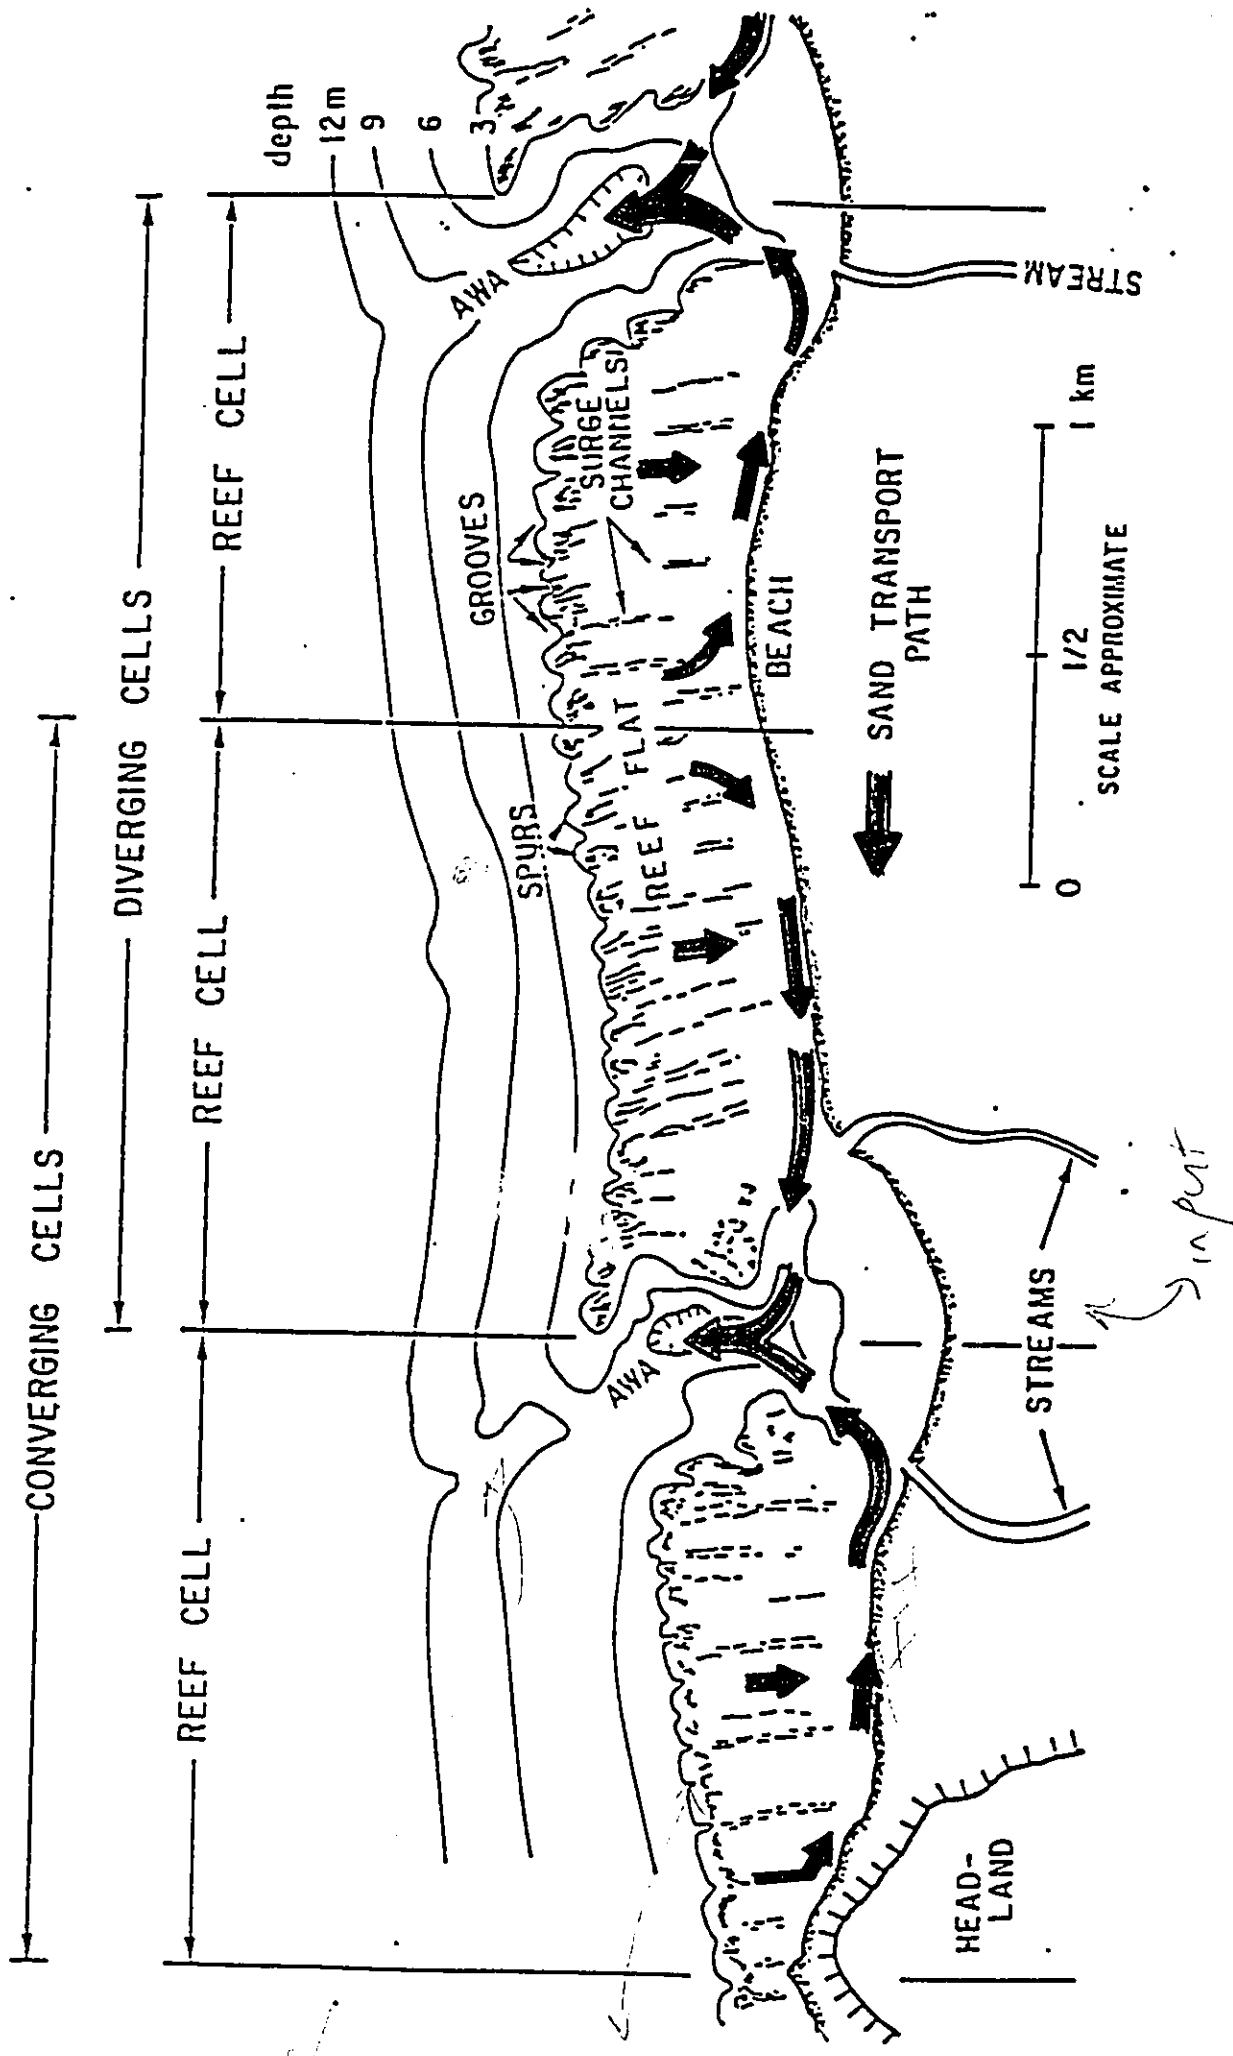 CONVERGING CELLS
DIVERGING CELLS
REEF CELL
REEF CELL
REEF CELL
depth
12m
9
6
3
AWA
AWA
GROOVES
SPURS
SURGE
CHANNELS
REEF FLAT
BEACH
SAND TRANSPORT
PATH
HEAD-
LAND
STREAMS
STREAM
input
0
1/2
1 km
SCALE APPROXIMATE